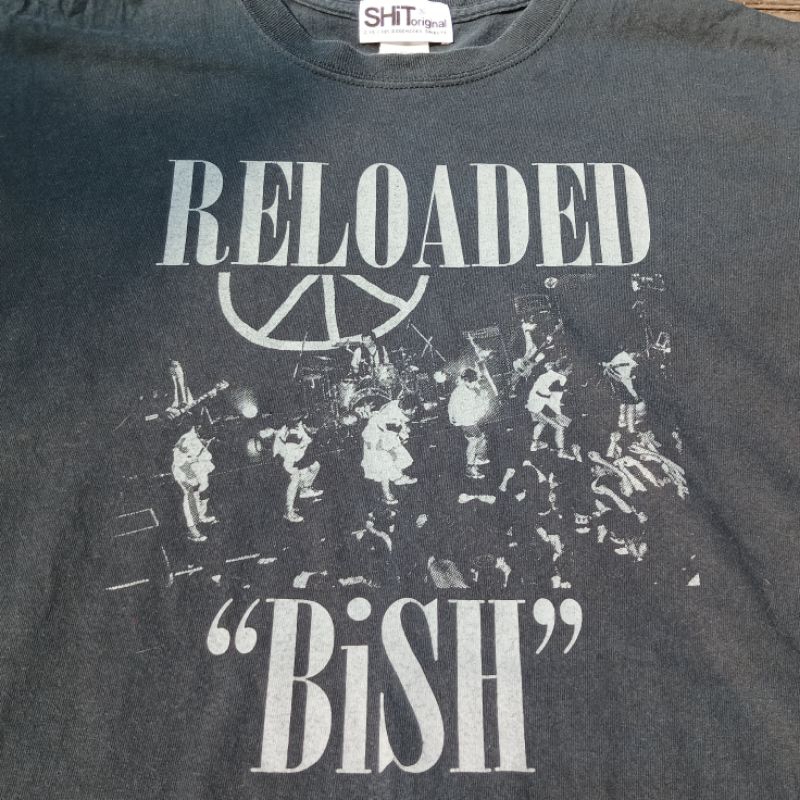 SHiT
original
RELOADED
“BiSH”